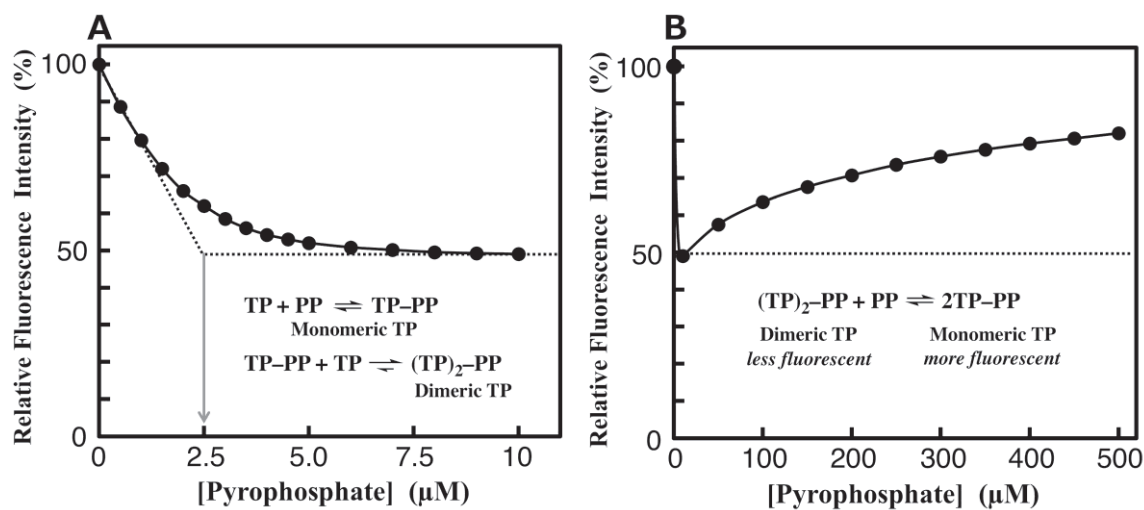 A
Relative Fluorescence Intensity (%)
100
50
0
TP + PP ⇌ TP–PP
Monomeric TP
TP–PP + TP ⇌ (TP)₂–PP
Dimeric TP
0 2.5 5.0 7.5 10
[Pyrophosphate] (μM)
B
Relative Fluorescence Intensity (%)
100
50
0
(TP)₂–PP + PP ⇌ 2TP–PP
Dimeric TP Monomeric TP
less fluorescent more fluorescent
0 100 200 300 400 500
[Pyrophosphate] (μM)